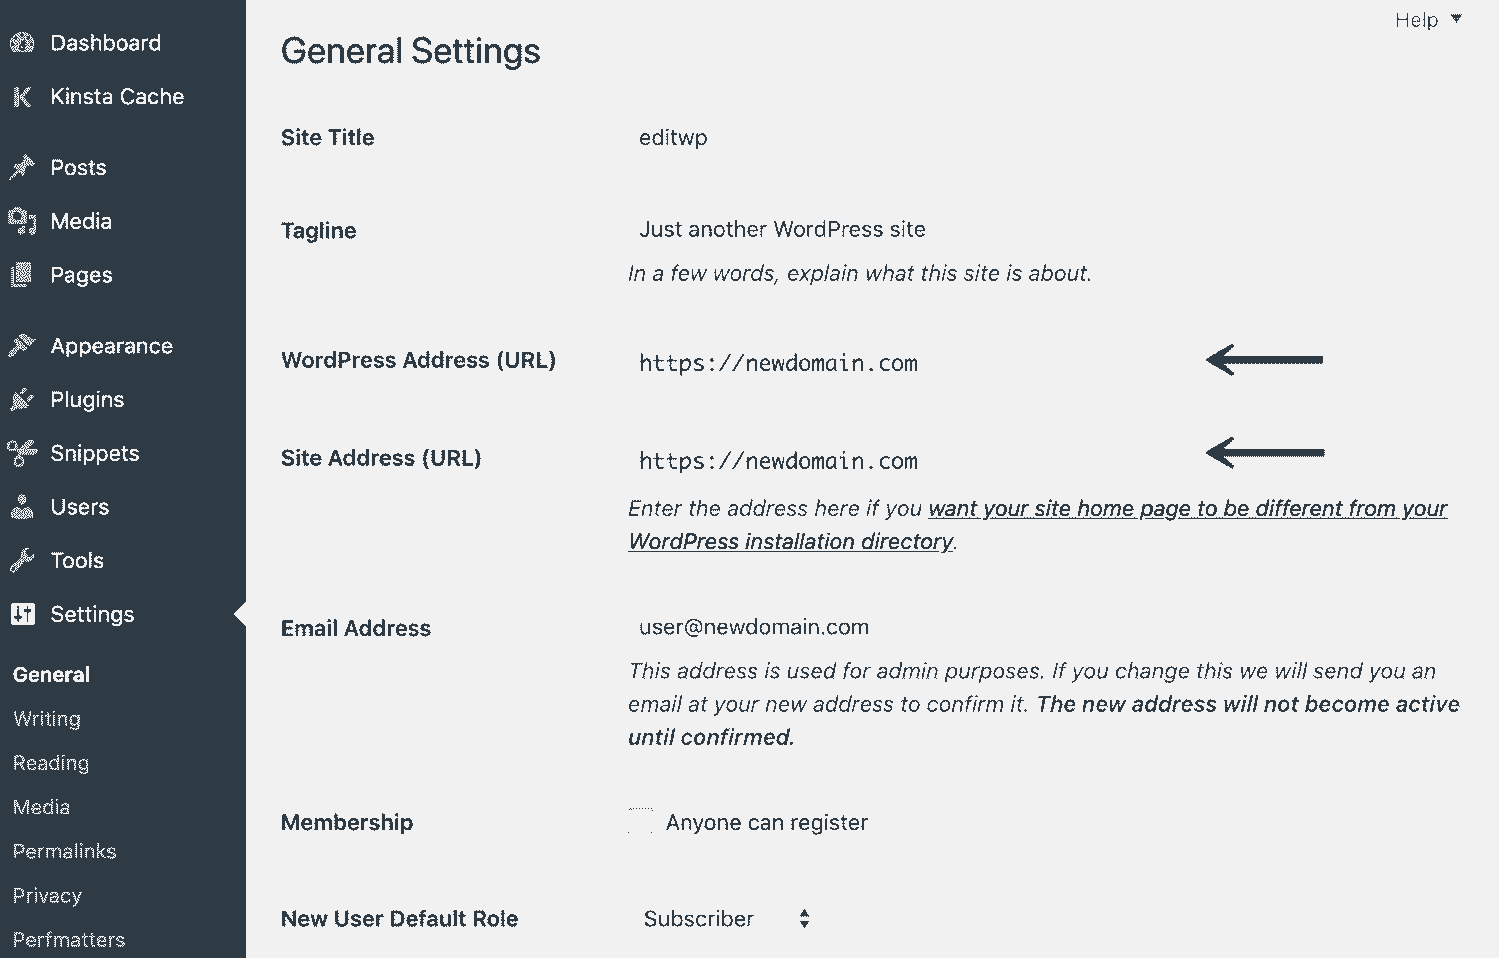 Help
Dashboard
Kinsta Cache
Posts
Media
Pages
Appearance
Plugins
Snippets
Users
Tools
Settings
General
Writing
Reading
Media
Permalinks
Privacy
Perfmatters
General Settings
Site Title editwp
Tagline Just another WordPress site
In a few words, explain what this site is about.
WordPress Address (URL) https://newdomain.com
Site Address (URL) https://newdomain.com
Enter the address here if you want your site home page to be different from your
WordPress installation directory.
Email Address user@newdomain.com
This address is used for admin purposes. If you change this we will send you an
email at your new address to confirm it. The new address will not become active
until confirmed.
Membership Anyone can register
New User Default Role Subscriber